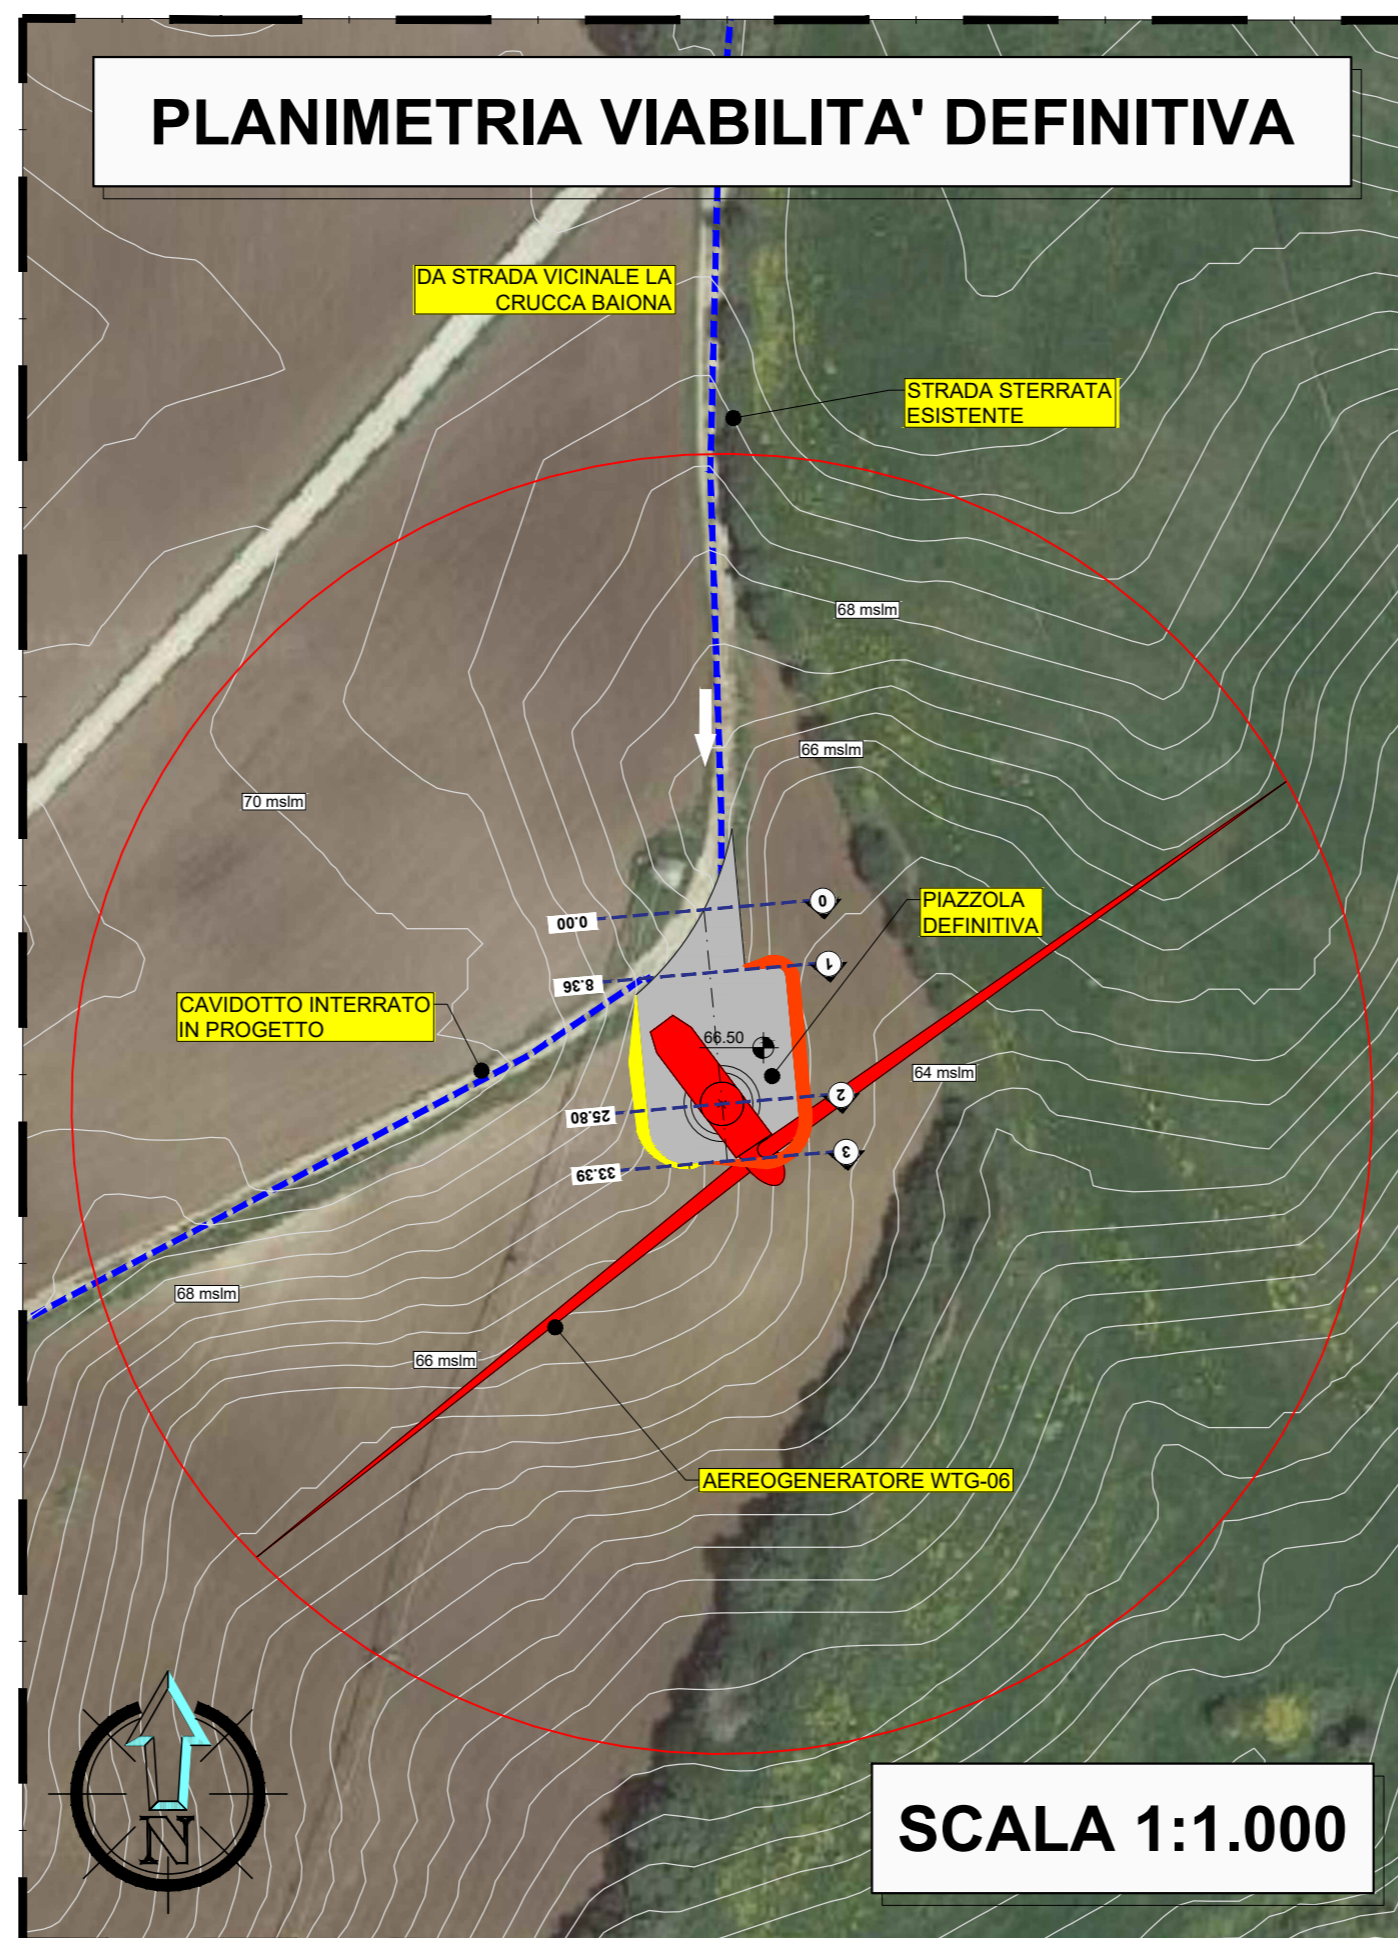 PLANIMETRIA VIABILITA' DEFINITIVA
DA STRADA VICINALE LA
CRUCCA BAIONA
STRADA STERRATA
ESISTENTE
68 mslm
66 mslm
70 mslm
0.00
0
PIAZZOLA
DEFINITIVA
8.36
1
CAVIDOTTO INTERRATO
IN PROGETTO
66.50
64 mslm
25.80
2
33.39
3
68 mslm
66 mslm
AEREOGENERATORE WTG-06
N
SCALA 1:1.000